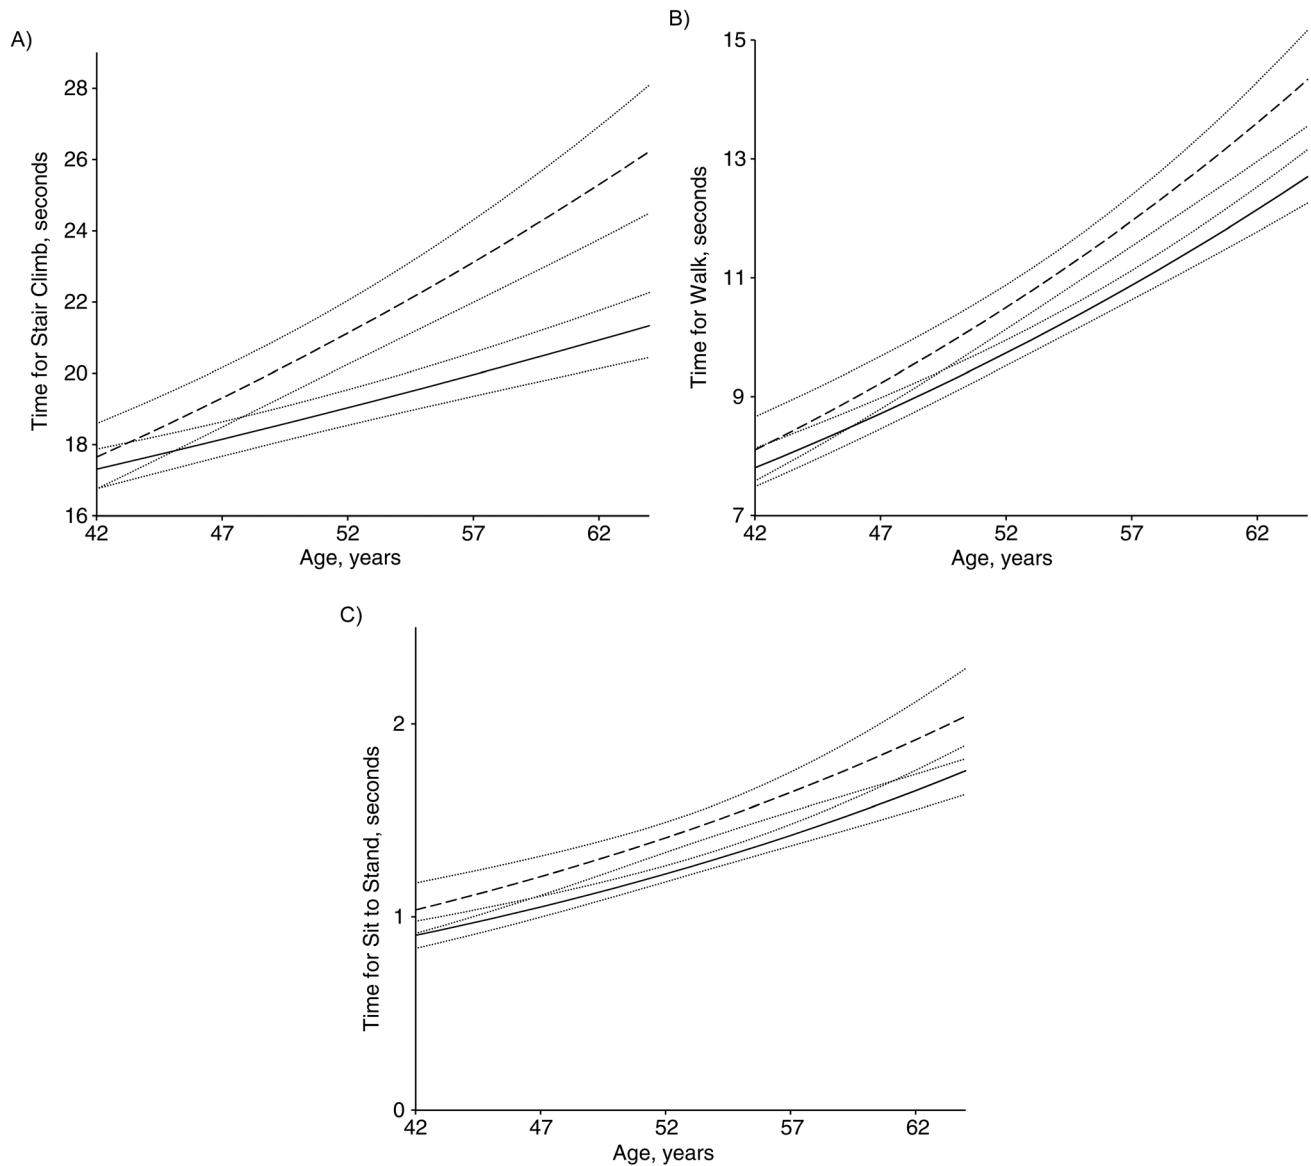 A)
Time for Stair Climb, seconds
28
26
24
22
20
18
16
42 47 52 57 62
Age, years
B)
Time for Walk, seconds
15
13
11
9
7
42 47 52 57 62
Age, years
C)
Time for Sit to Stand, seconds
2
1
0
42 47 52 57 62
Age, years